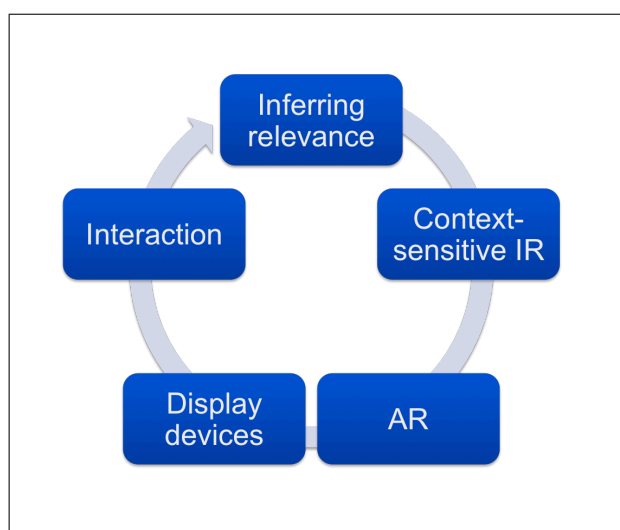 Inferring
relevance
Context-
sensitive IR
AR
Display
devices
Interaction